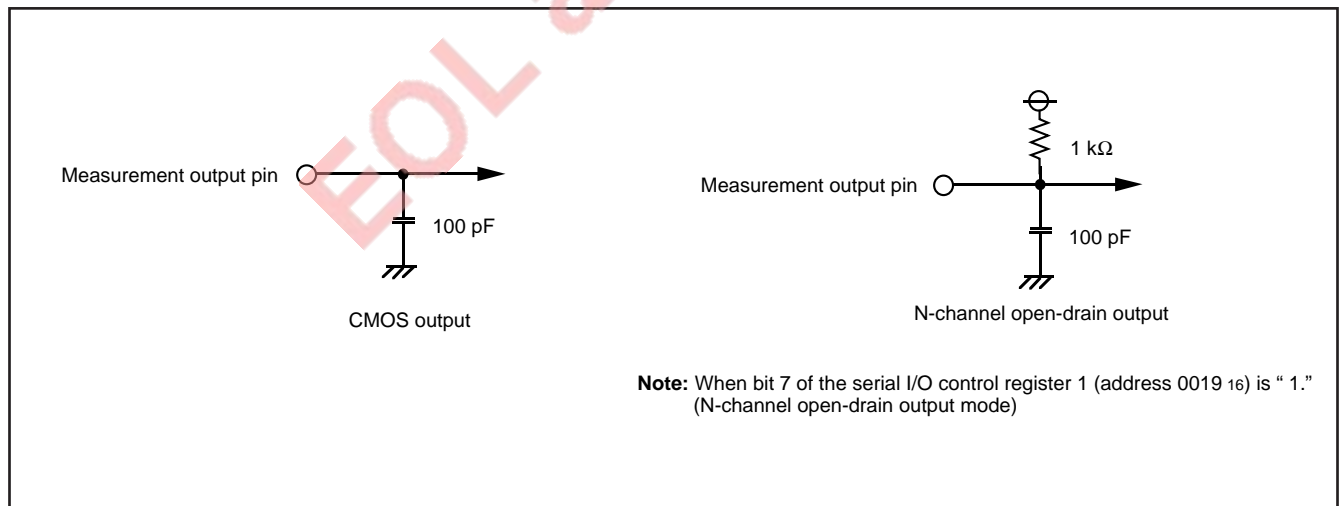 EOL a
Measurement output pin
100 pF
CMOS output
1 kΩ
Measurement output pin
100 pF
N-channel open-drain output
Note: When bit 7 of the serial I/O control register 1 (address 0019 16) is “ 1.”
(N-channel open-drain output mode)